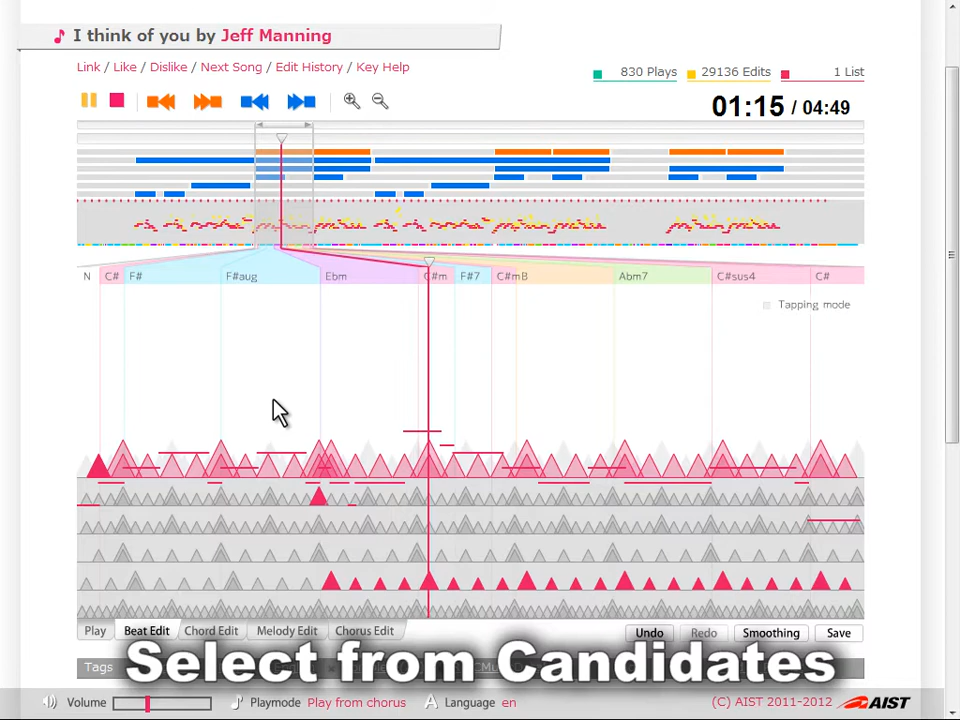 I think of you by Jeff Manning
Link / Like / Dislike / Next Song / Edit History / Key Help
830 Plays 29136 Edits 1 List
01:15 / 04:49
N C# F# F#aug Ebm C#m F#7 C#mB Abm7 C#sus4 C#
Tapping mode
Play Beat Edit Chord Edit Melody Edit Chorus Edit Undo Redo Smoothing Save
Tags
Select from Candidates
Volume Playmode Play from chorus Language en (C) AIST 2011-2012 AIST